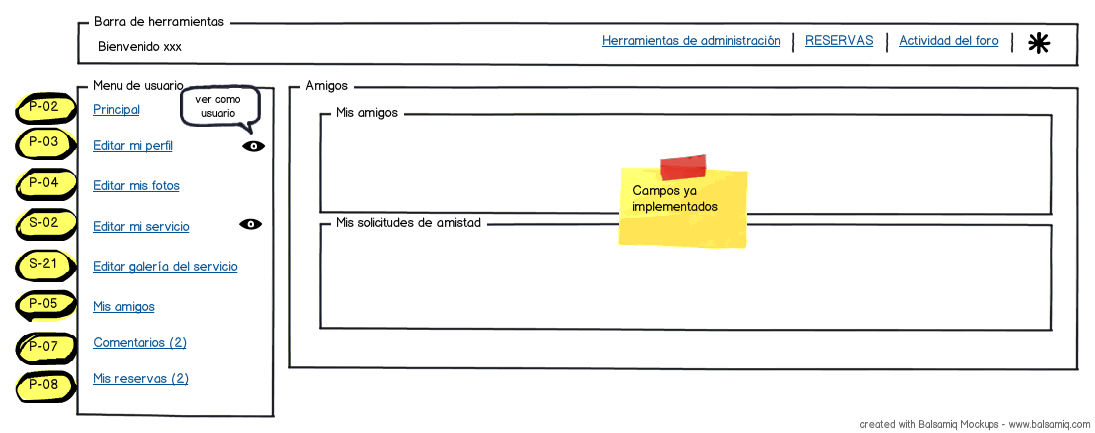 Barra de herramientas
Bienvenido xxx
Herramientas de administración
RESERVAS
Actividad del foro
Menu de usuario
ver como
usuario
P-02
Principal
P-03
Editar mi perfil
P-04
Editar mis fotos
S-02
Editar mi servicio
S-21
Editar galería del servicio
P-05
Mis amigos
P-07
Comentarios (2)
P-08
Mis reservas (2)
Amigos
Mis amigos
Campos ya
implementados
Mis solicitudes de amistad
created with Balsamiq Mockups - www.balsamiq.com